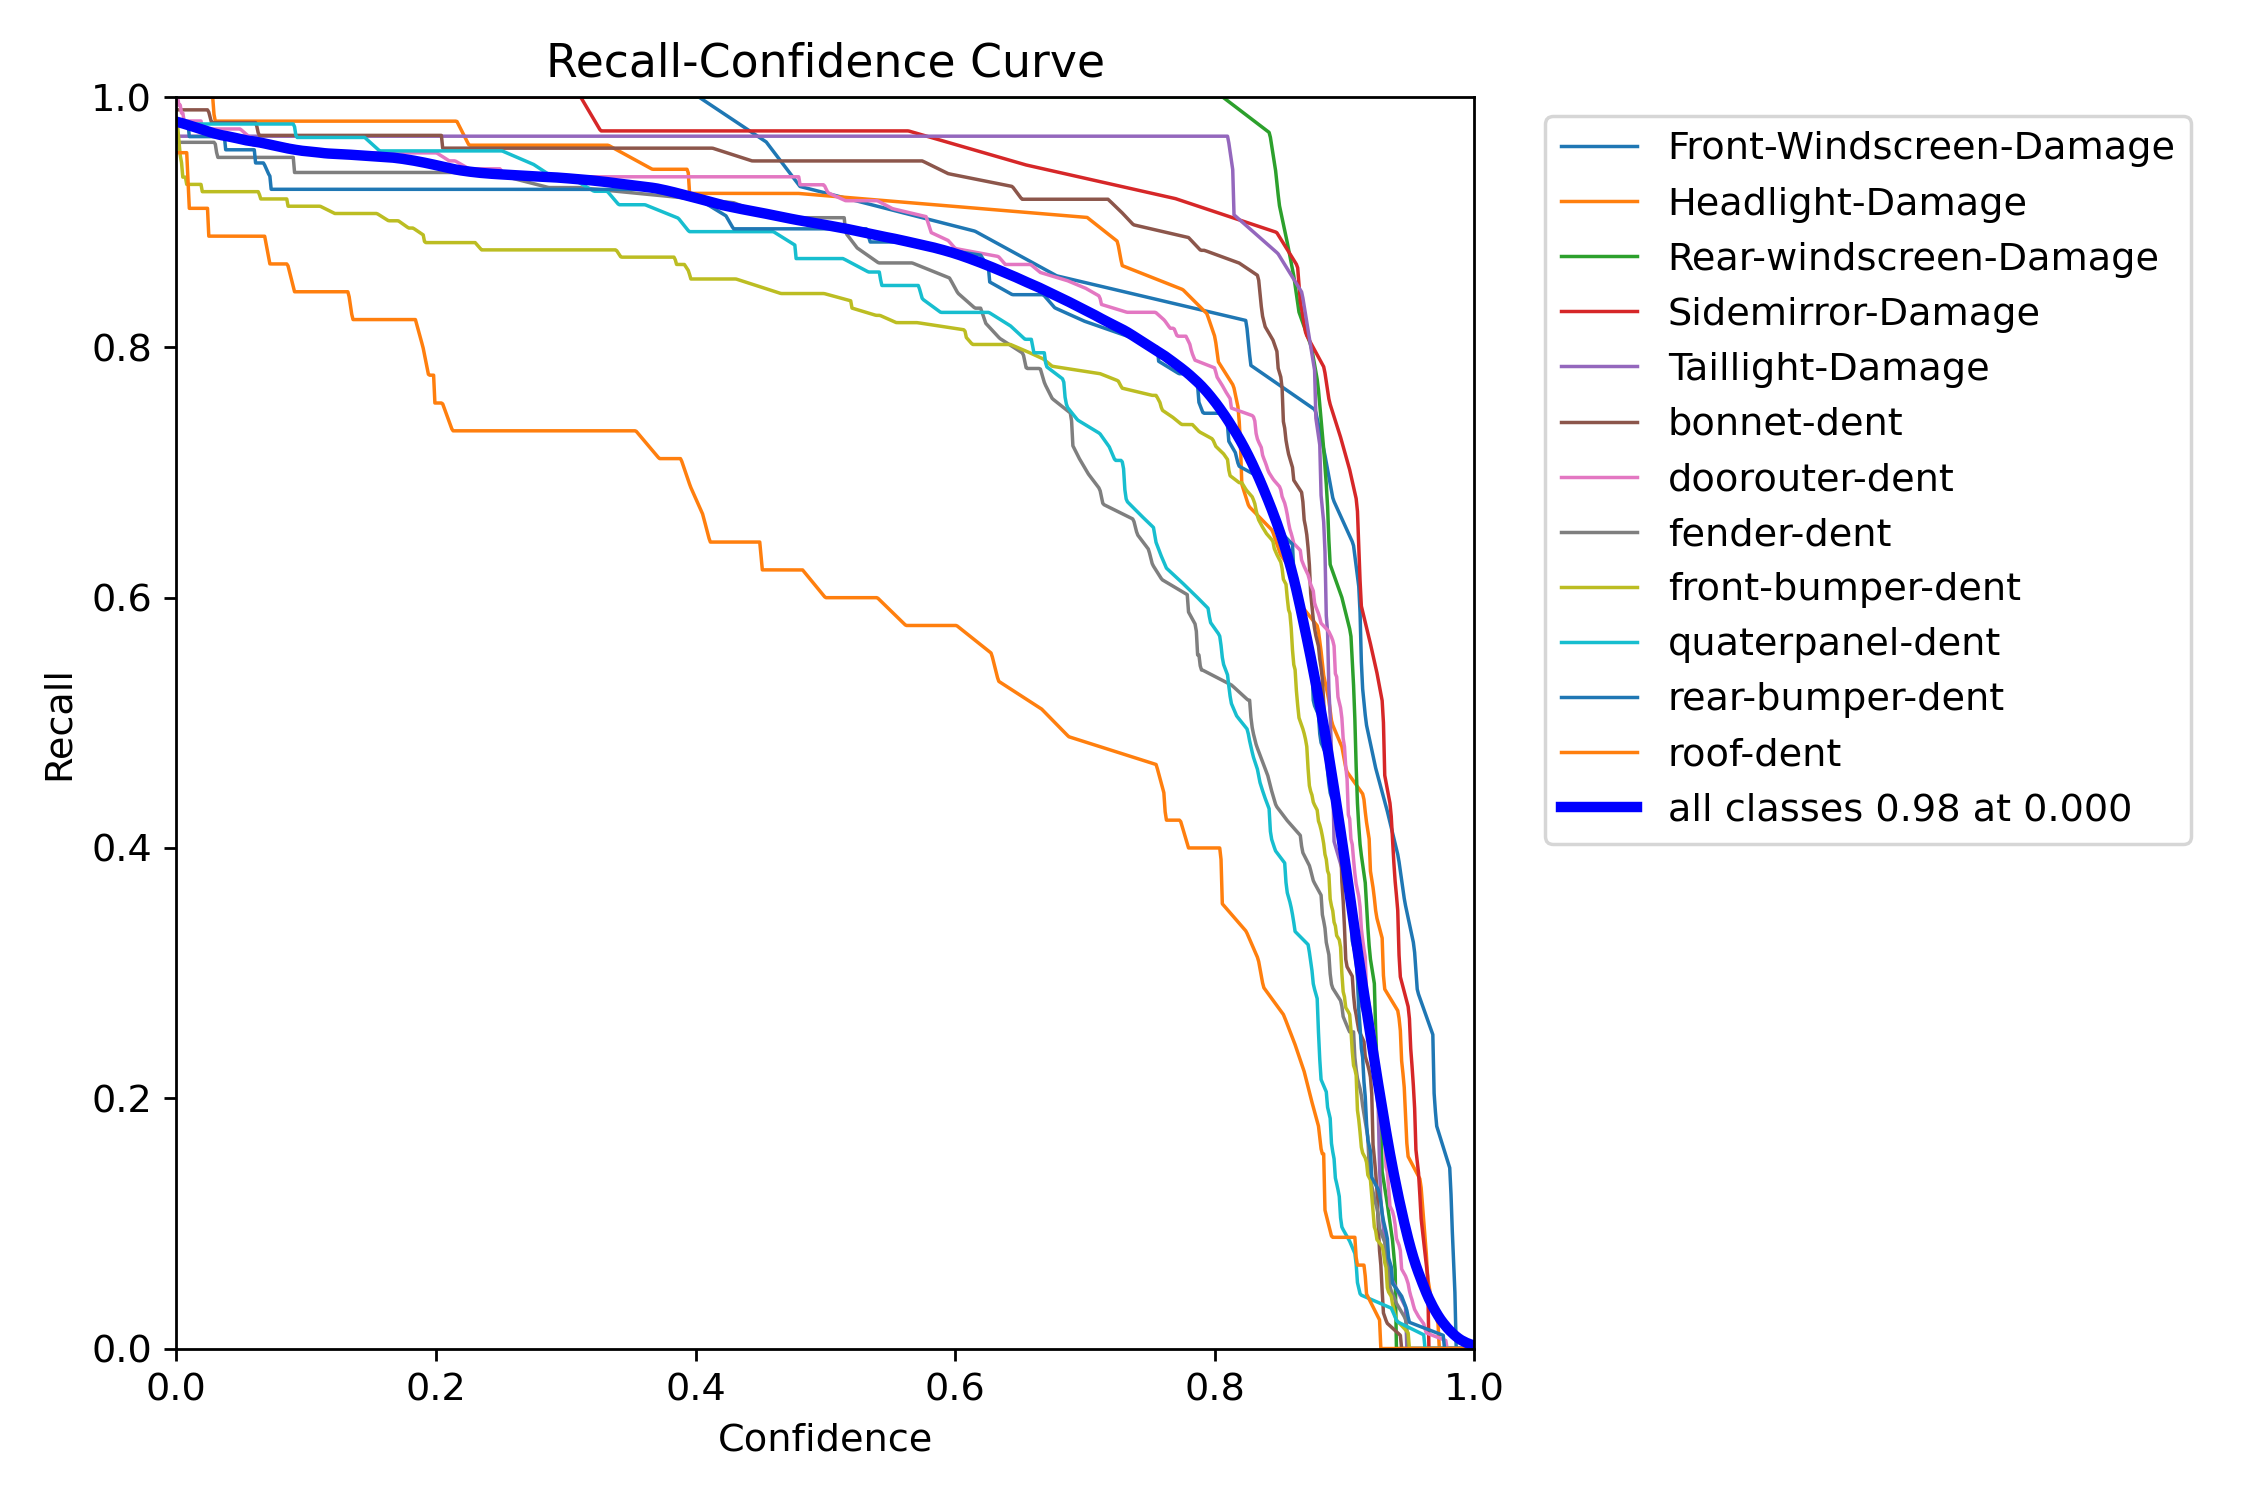 Recall-Confidence Curve
1.0
0.8
0.6
0.4
0.2
0.0
Recall
0.0 0.2 0.4 0.6 0.8 1.0
Confidence
Front-Windscreen-Damage
Headlight-Damage
Rear-windscreen-Damage
Sidemirror-Damage
Taillight-Damage
bonnet-dent
doorouter-dent
fender-dent
front-bumper-dent
quaterpanel-dent
rear-bumper-dent
roof-dent
all classes 0.98 at 0.000